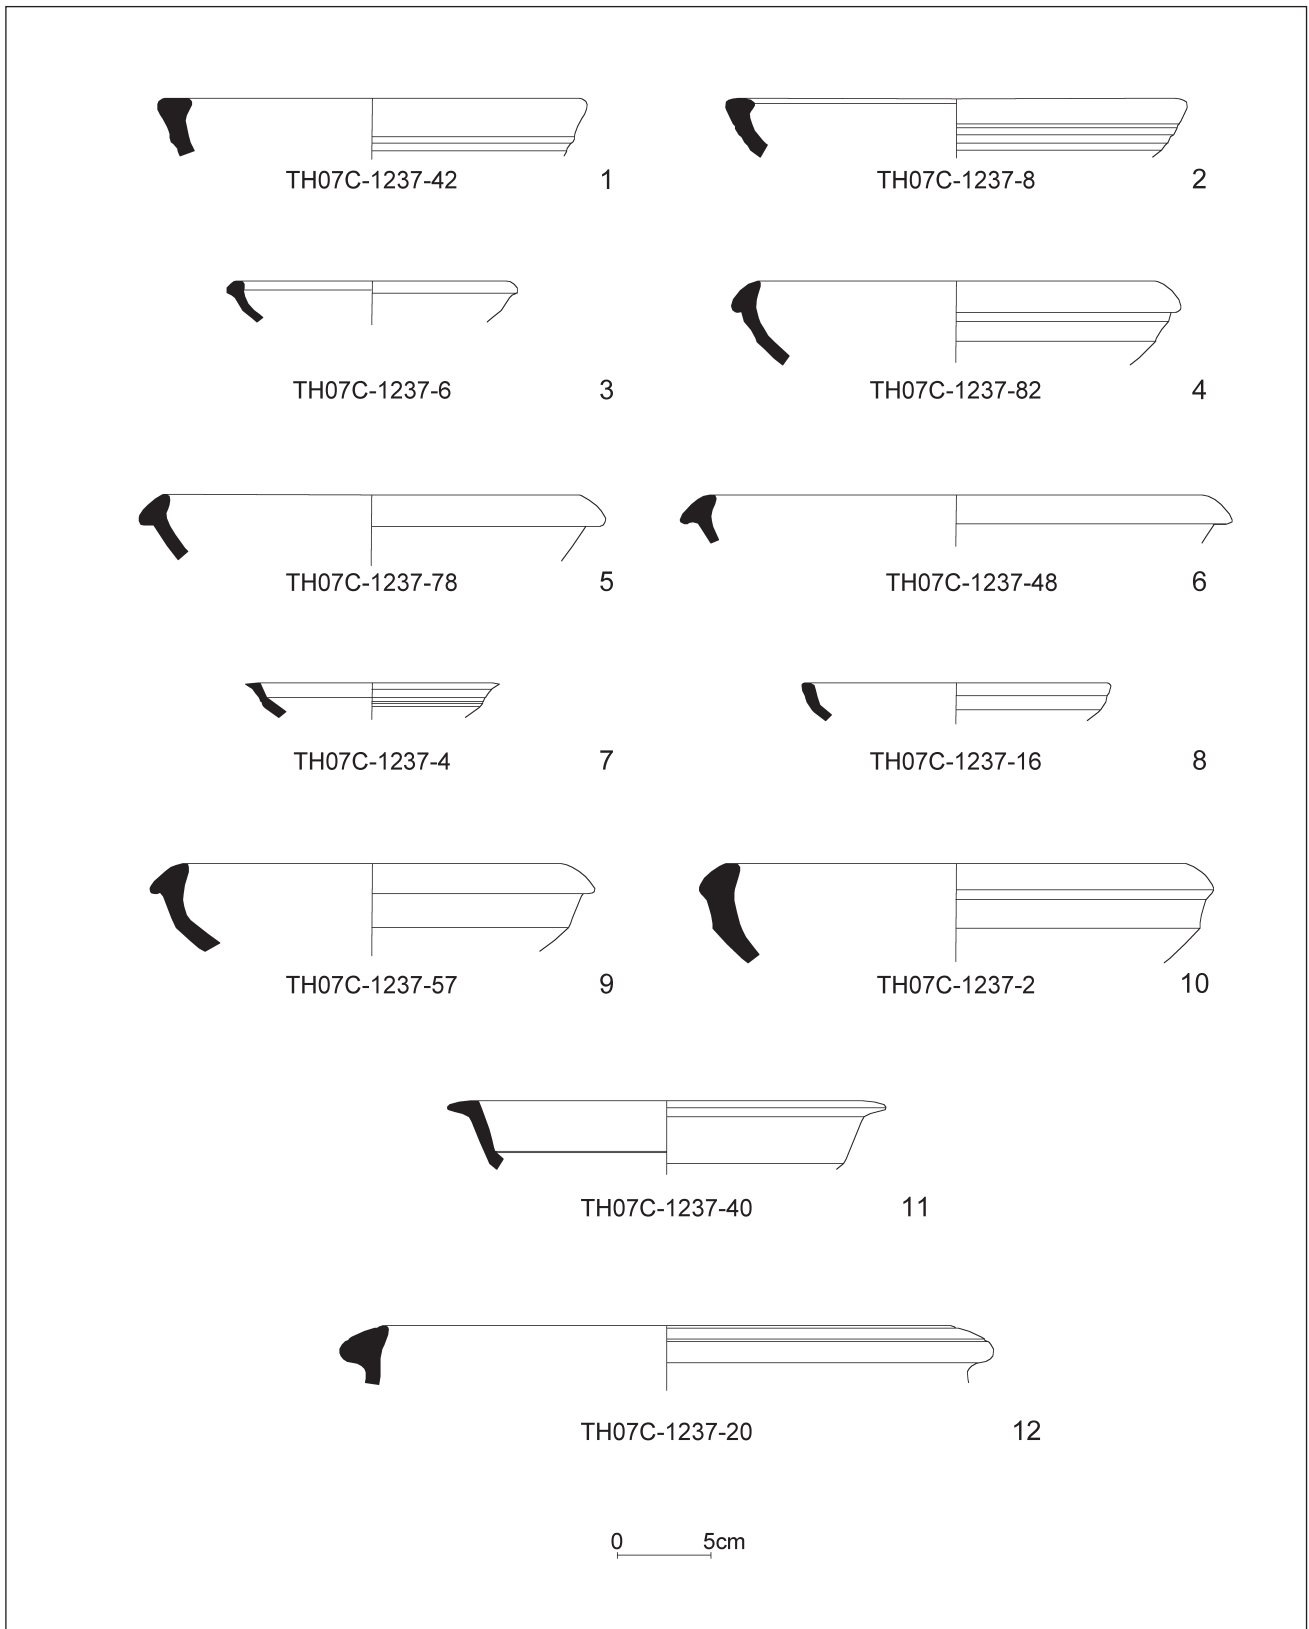 TH07C-1237-42 1
TH07C-1237-8 2
TH07C-1237-6 3
TH07C-1237-82 4
TH07C-1237-78 5
TH07C-1237-48 6
TH07C-1237-4 7
TH07C-1237-16 8
TH07C-1237-57 9
TH07C-1237-2 10
TH07C-1237-40 11
TH07C-1237-20 12
0 5cm